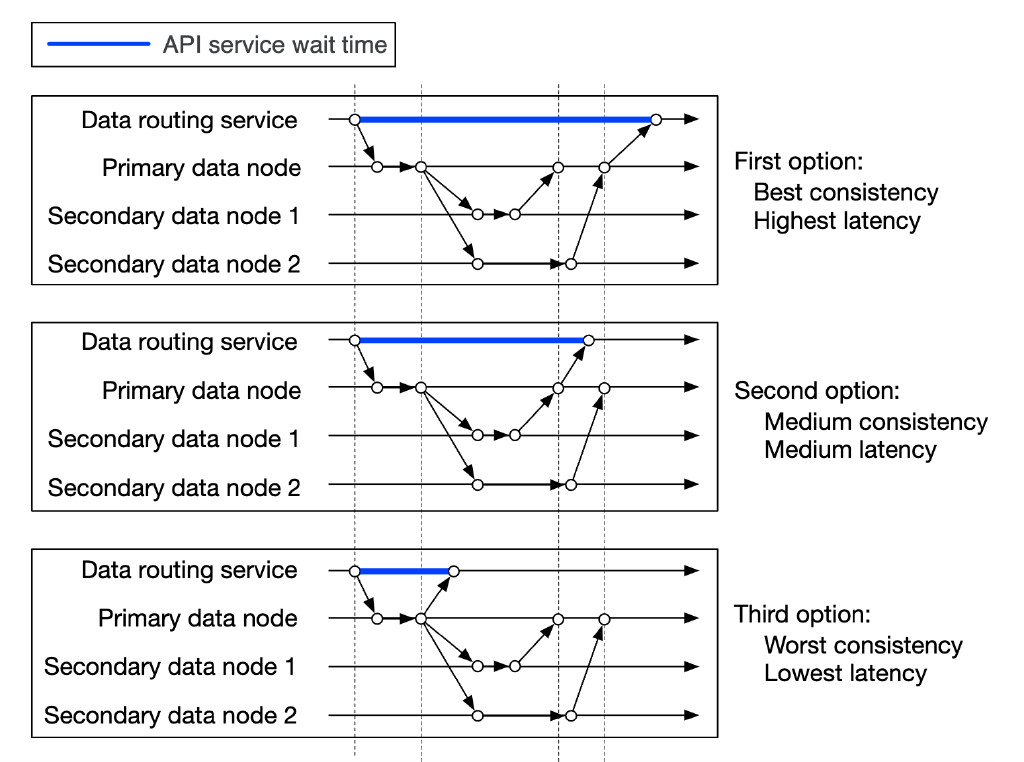 API service wait time
Data routing service
Primary data node
Secondary data node 1
Secondary data node 2
First option:
Best consistency
Highest latency
Data routing service
Primary data node
Secondary data node 1
Secondary data node 2
Second option:
Medium consistency
Medium latency
Data routing service
Primary data node
Secondary data node 1
Secondary data node 2
Third option:
Worst consistency
Lowest latency